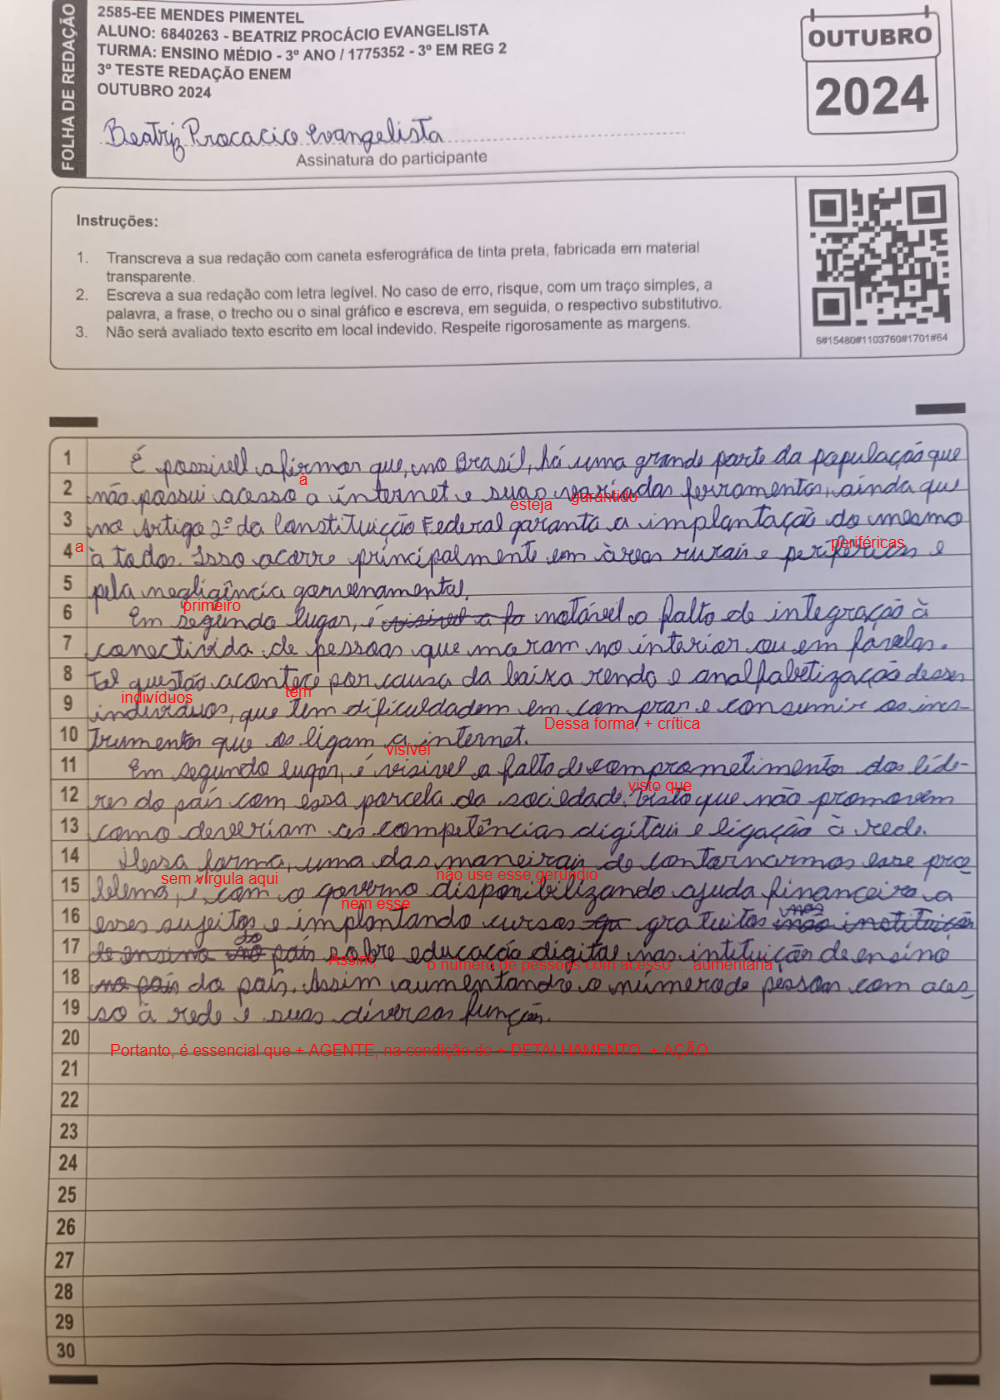 FOLHA DE REDAÇÃO
2585-EE MENDES PIMENTEL
ALUNO: 6840263 - BEATRIZ PROCÁCIO EVANGELISTA
TURMA: ENSINO MÉDIO - 3º ANO / 1775352 - 3º EM REG 2
3º TESTE REDAÇÃO ENEM
OUTUBRO 2024
Beatriz Procacio Evangelista
Assinatura do participante
OUTUBRO
2024
Instruções:
1. Transcreva a sua redação com caneta esferográfica de tinta preta, fabricada em material
transparente.
2. Escreva a sua redação com letra legível. No caso de erro, risque, com um traço simples, a
palavra, a frase, o trecho ou o sinal gráfico e escreva, em seguida, o respectivo substitutivo.
3. Não será avaliado texto escrito em local indevido. Respeite rigorosamente as margens.
6#15480#1103760#1701#64
1 É possivell afirmar que, no Brasil, há uma grande parte da população que
à
2 não possui acesso a internet e suas variadas ferramentas, ainda que
esteja garantido
3 no Artigo 2º da Constituição Federal garanta a implantação do mesmo
a
4 à todos. Isso acorre principalmente em àreas rurais e perifericas e
periféricas
5 pela negligência governamental.
primeiro
6 Em segundo lugar, é visivel a fa notável a falta de integração à
7 conectivida de pessoas que moram no interior ou em favelas.
8 Tal questão acontece por causa da baixa renda e analfabetização desses
indivíduos têm
9 individuos, que tem dificuldadem em comprar e consumir os ins-
Dessa forma, + crítica
10 trumentos que os ligam a internet.
visível
11 Em segundo lugar, é visivel a falta de comprometimento dos líde-
visto que
12 res do país com essa parcela da sociedade. Visto que não promovem
13 como deveriam as competências digitais e ligação à rede.
14 Dessa forma, uma das maneirais de contornarmos esse pro-
sem vírgula aqui não use esse gerúndio
15 blema, é com o governo disponibilizando ajuda financeira a
nem esse
16 esses sujeitos e implantando cursos gratuitos nas instituição
17 de ensino do país sobre educação digital nas intituição de ensino
Assim, o número de pessoas com acesso ... aumentaria
18 no país do país. Assim aumentando o número de pessoas com aces-
19 so à rede e suas diversas função.
20
Portanto, é essencial que + AGENTE, na condição de + DETALHAMENTO, + AÇÃO
21
22
23
24
25
26
27
28
29
30